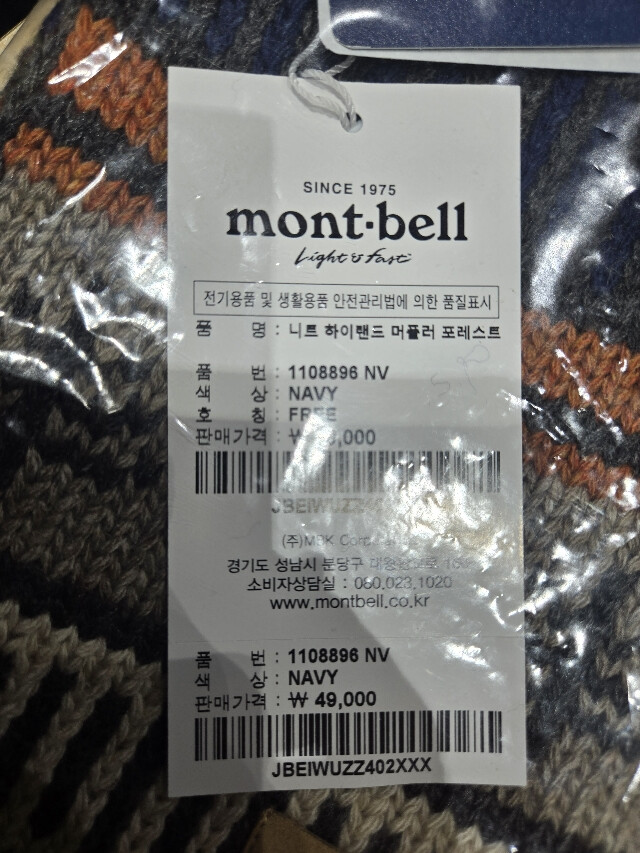 SINCE 1975
mont-bell
Light & Fast
전기용품 및 생활용품 안전관리법에 의한 품질표시
품 명 : 니트 하이랜드 머플러 포레스트
품 번 : 1108896 NV
색 상 : NAVY
호 칭 : FREE
판매가격 : ₩
경기도 성남시 분당구
소비자상담실 : 080.023.1020
www.montbell.co.kr
품 번 : 1108896 NV
색 상 : NAVY
판매가격 : ₩ 49,000
JBEIWUZZ402XXX